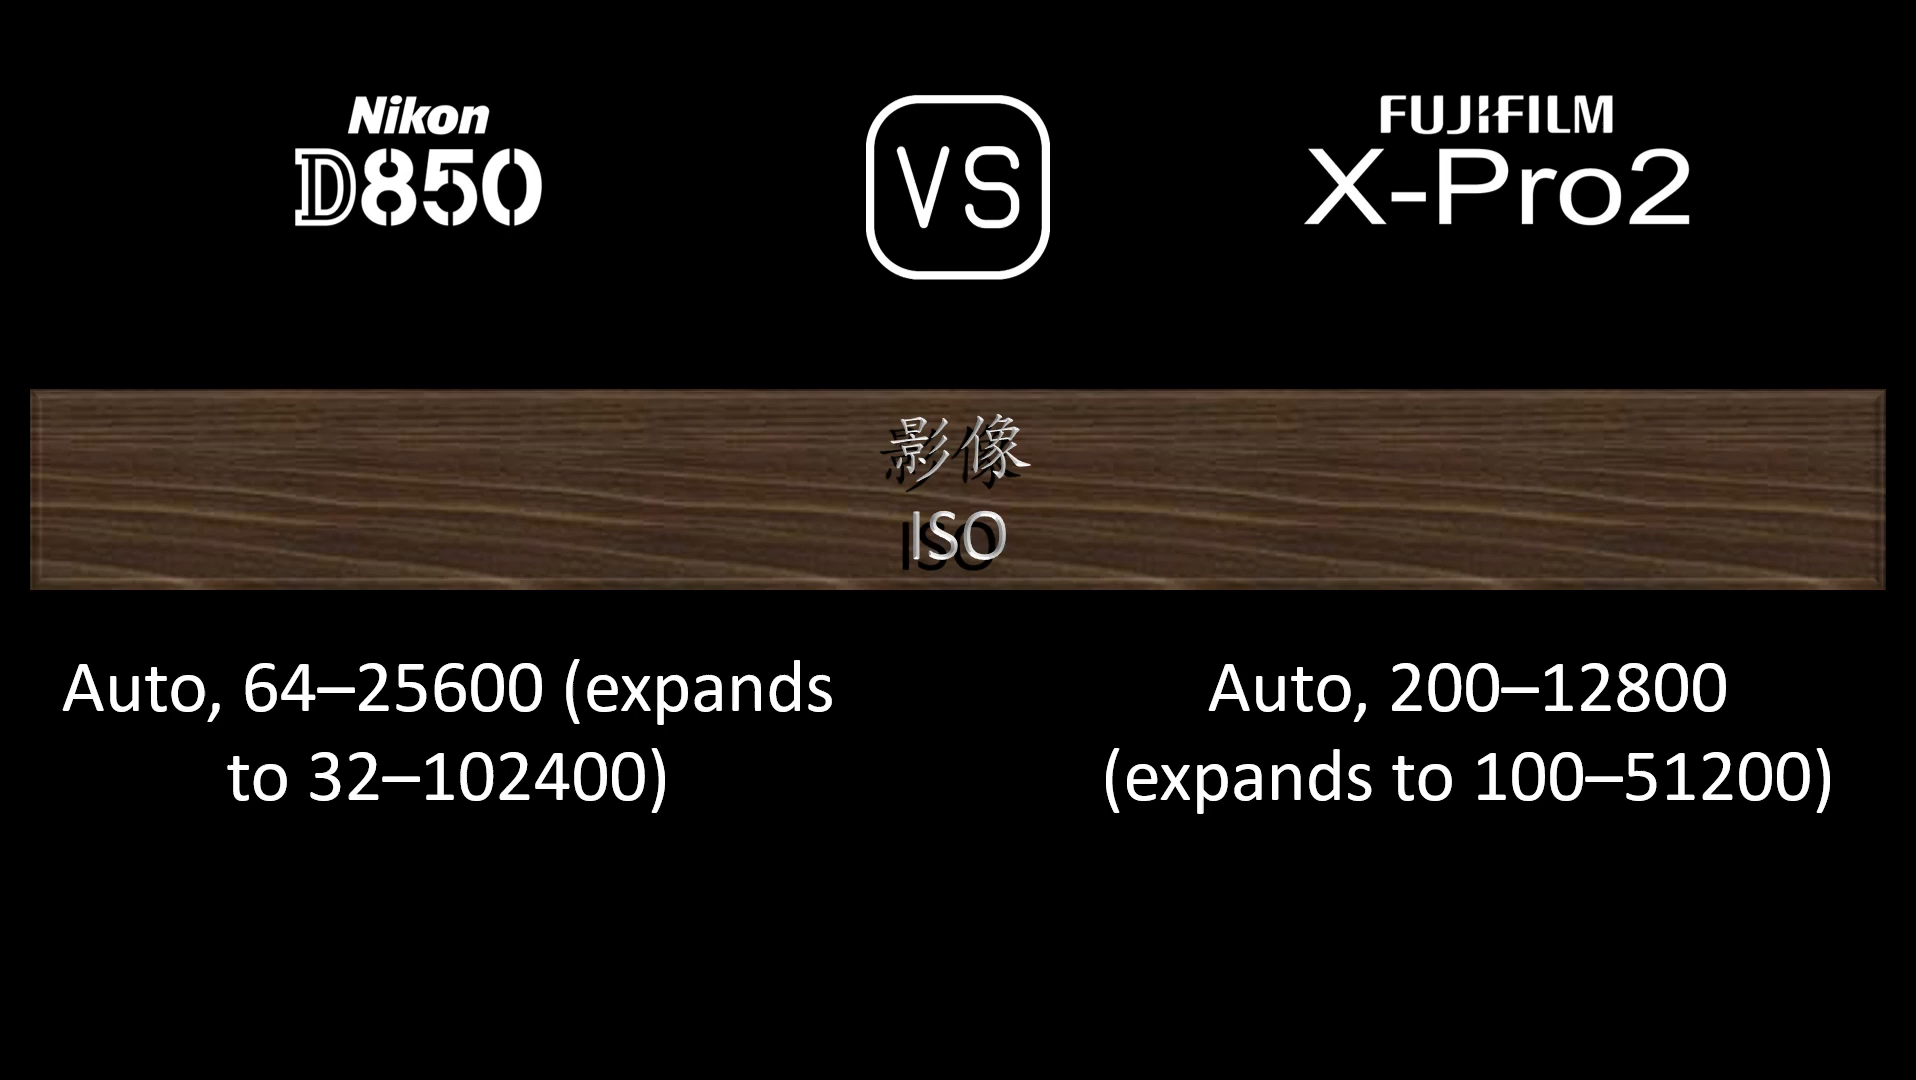 Nikon
D850
VS
FUJIFILM
X-Pro2
影像
ISO
Auto, 64–25600 (expands
to 32–102400)
Auto, 200–12800
(expands to 100–51200)